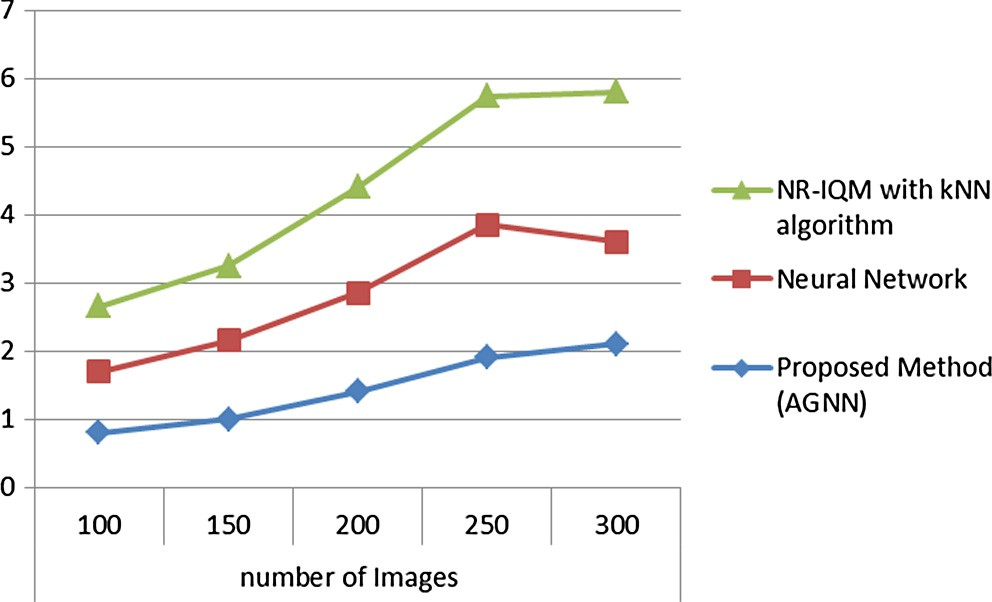 7
6
5
4
3
2
1
0
100 150 200 250 300
number of Images
NR-IQM with kNN
algorithm
Neural Network
Proposed Method
(AGNN)